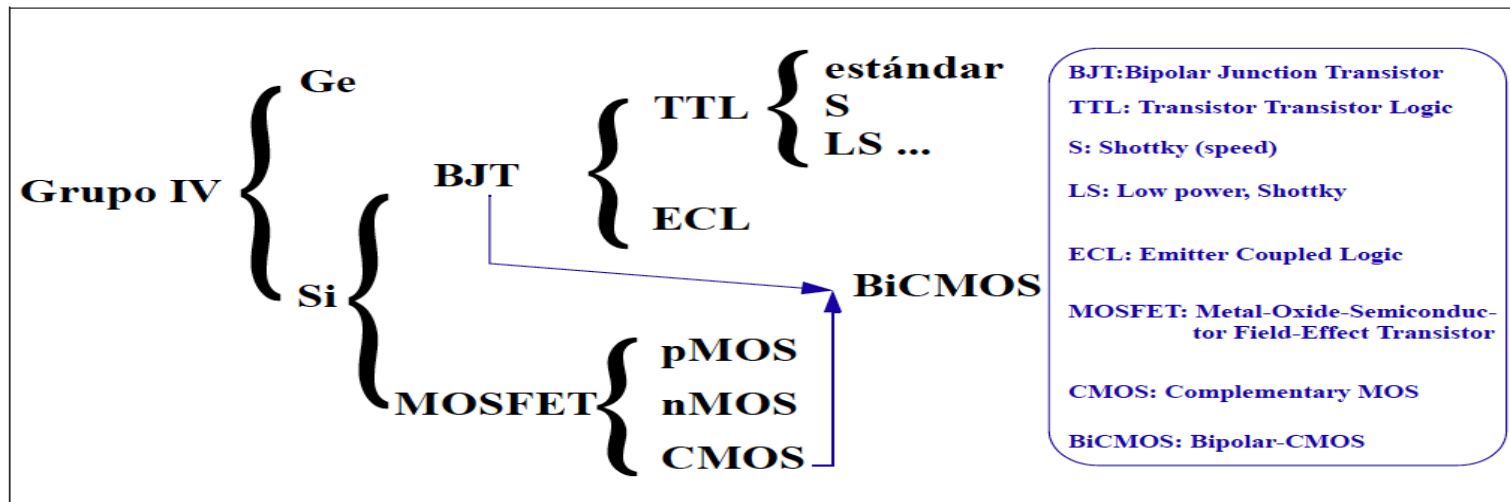 Grupo IV
Ge
Si
BJT
MOSFET
TTL
ECL
estándar
S
LS ...
pMOS
nMOS
CMOS
BiCMOS
BJT:Bipolar Junction Transistor
TTL: Transistor Transistor Logic
S: Shottky (speed)
LS: Low power, Shottky
ECL: Emitter Coupled Logic
MOSFET: Metal-Oxide-Semiconduc-
tor Field-Effect Transistor
CMOS: Complementary MOS
BiCMOS: Bipolar-CMOS